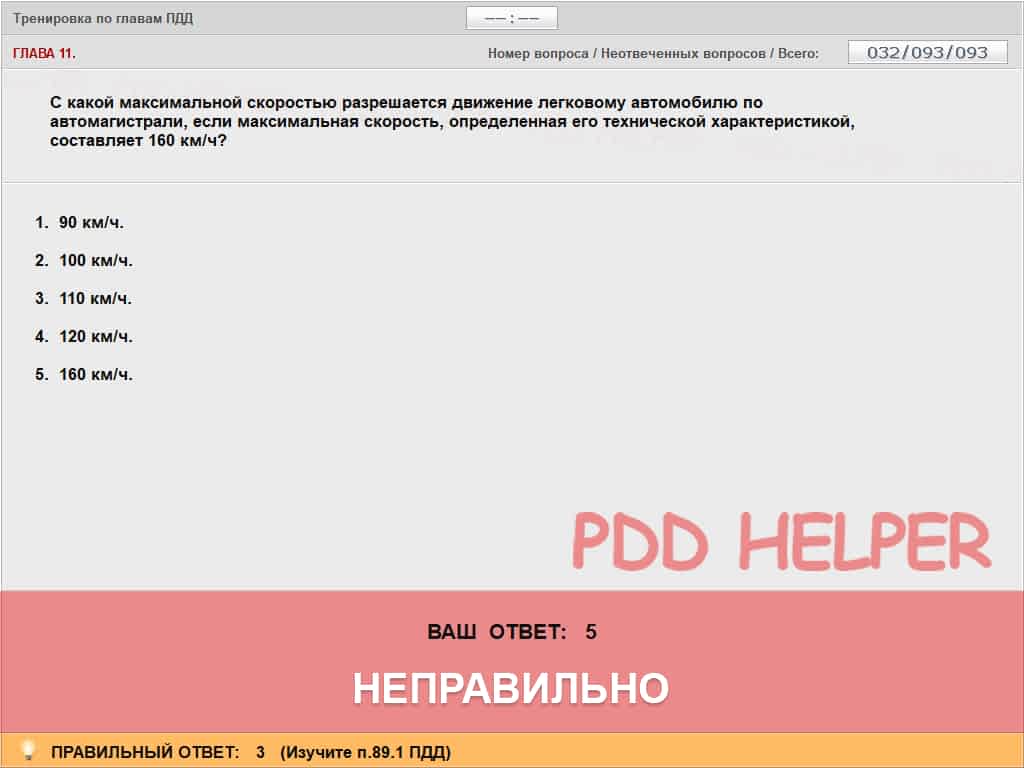 Тренировка по главам ПДД
—— : ——
ГЛАВА 11.
Номер вопроса / Неотвеченных вопросов / Всего:
032/093/093
С какой максимальной скоростью разрешается движение легковому автомобилю по
автомагистрали, если максимальная скорость, определенная его технической характеристикой,
составляет 160 км/ч?
1. 90 км/ч.
2. 100 км/ч.
3. 110 км/ч.
4. 120 км/ч.
5. 160 км/ч.
PDD HELPER
ВАШ ОТВЕТ: 5
НЕПРАВИЛЬНО
ПРАВИЛЬНЫЙ ОТВЕТ: 3 (Изучите п.89.1 ПДД)